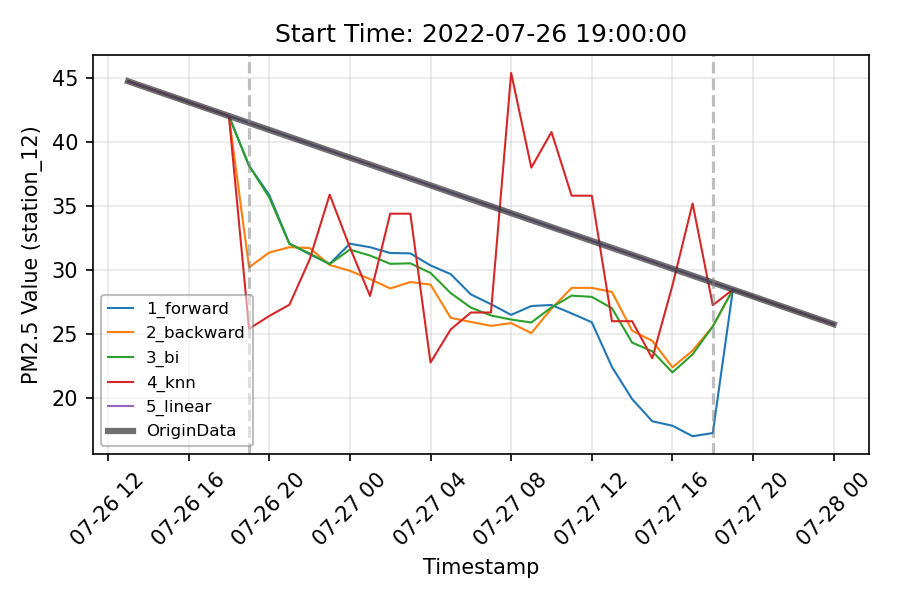 Start Time: 2022-07-26 19:00:00
PM2.5 Value (station_12)
45
40
35
30
25
20
1_forward
2_backward
3_bi
4_knn
5_linear
OriginData
07-26 12
07-26 16
07-26 20
07-27 00
07-27 04
07-27 08
07-27 12
07-27 16
07-27 20
07-28 00
Timestamp